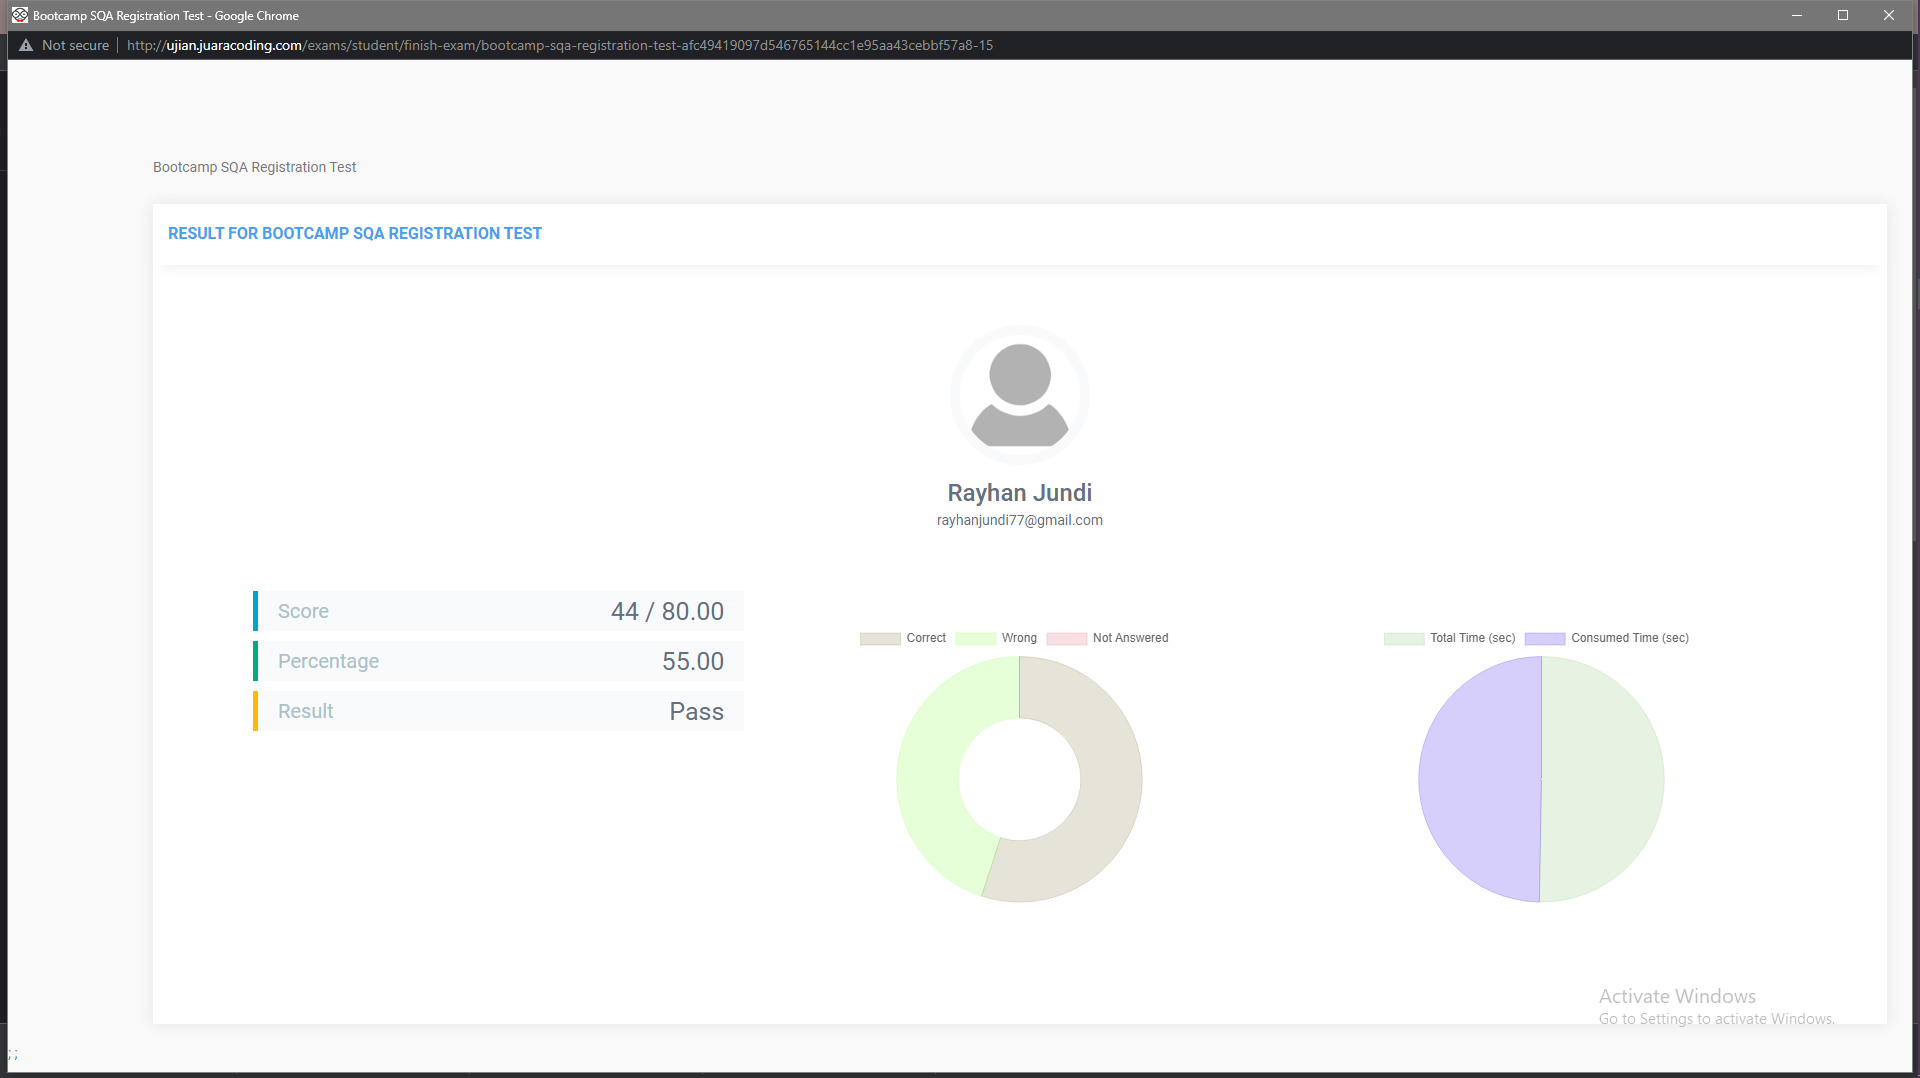 Bootcamp SQA Registration Test - Google Chrome
Not secure http://ujian.juaracoding.com/exams/student/finish-exam/bootcamp-sqa-registration-test-afc49419097d546765144cc1e95aa43cebbf57a8-15
Bootcamp SQA Registration Test
RESULT FOR BOOTCAMP SQA REGISTRATION TEST
Rayhan Jundi
rayhanjundi77@gmail.com
Score 44 / 80.00
Percentage 55.00
Result Pass
Correct Wrong Not Answered
Total Time (sec) Consumed Time (sec)
Activate Windows
Go to Settings to activate Windows.
;;